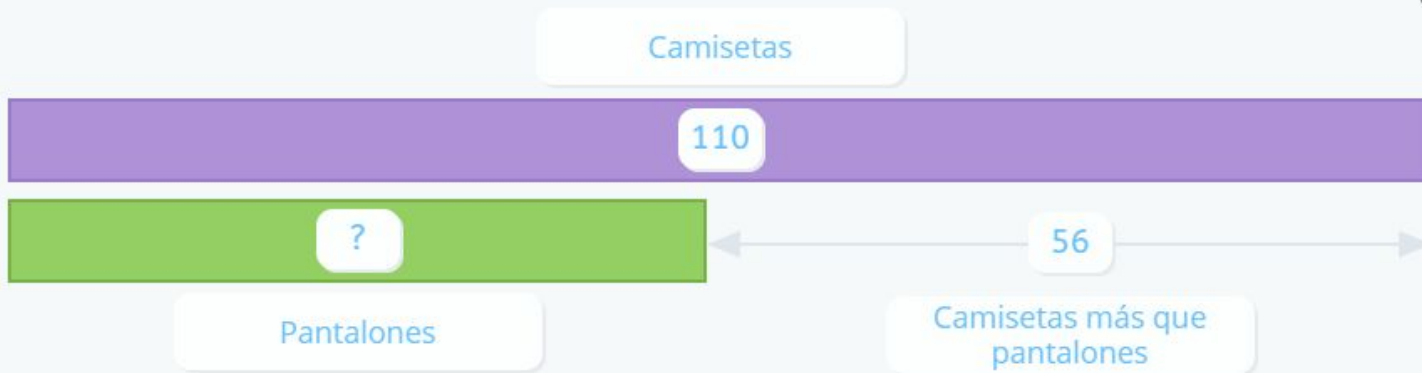 Camisetas
110
?
56
Pantalones
Camisetas más que
pantalones